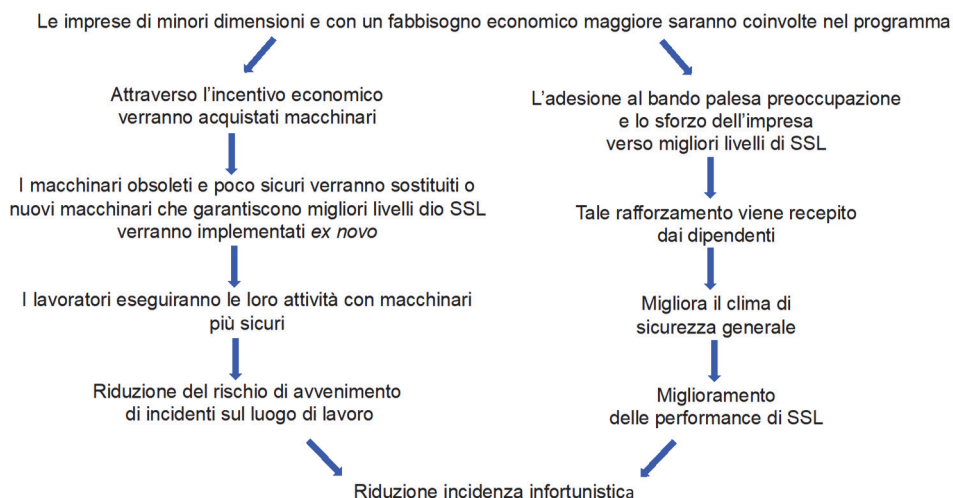 Le imprese di minori dimensioni e con un fabbisogno economico maggiore saranno coinvolte nel programma
Attraverso l'incentivo economico
verranno acquistati macchinari
I macchinari obsoleti e poco sicuri verranno sostituiti o
nuovi macchinari che garantiscono migliori livelli dio SSL
verranno implementati ex novo
I lavoratori eseguiranno le loro attività con macchinari
più sicuri
Riduzione del rischio di avvenimento
di incidenti sul luogo di lavoro
L'adesione al bando palesa preoccupazione
e lo sforzo dell'impresa
verso migliori livelli di SSL
Tale rafforzamento viene recepito
dai dipendenti
Migliora il clima di
sicurezza generale
Miglioramento
delle performance di SSL
Riduzione incidenza infortunistica